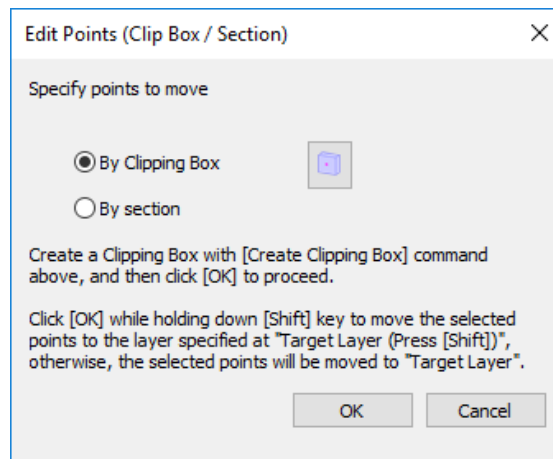 Edit Points (Clip Box / Section)
Specify points to move
By Clipping Box
By section
Create a Clipping Box with [Create Clipping Box] command
above, and then click [OK] to proceed.
Click [OK] while holding down [Shift] key to move the selected
points to the layer specified at "Target Layer (Press [Shift])",
otherwise, the selected points will be moved to "Target Layer".
OK
Cancel